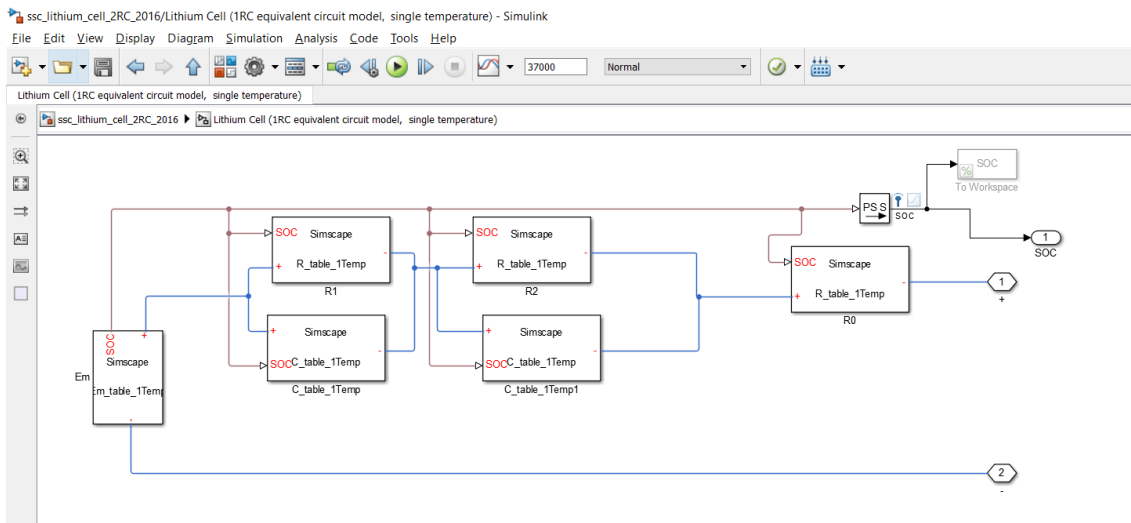 ssc_lithium_cell_2RC_2016/Lithium Cell (1RC equivalent circuit model, single temperature) - Simulink
File Edit View Display Diagram Simulation Analysis Code Tools Help
37000 Normal
Lithium Cell (1RC equivalent circuit model, single temperature)
ssc_lithium_cell_2RC_2016 Lithium Cell (1RC equivalent circuit model, single temperature)
SOC
To Workspace
PS S
soc
1
SOC
SOC Simscape
+ -
R_table_1Temp
R1
SOC Simscape
+ -
R_table_1Temp
R2
SOC Simscape
R_table_1Temp
+ -
R0
1
+
+ Simscape
-
SOC C_table_1Temp
C_table_1Temp
+ Simscape
-
SOC C_table_1Temp
C_table_1Temp1
SOC +
Simscape
Em
Em_table_1Temp
-
2
-